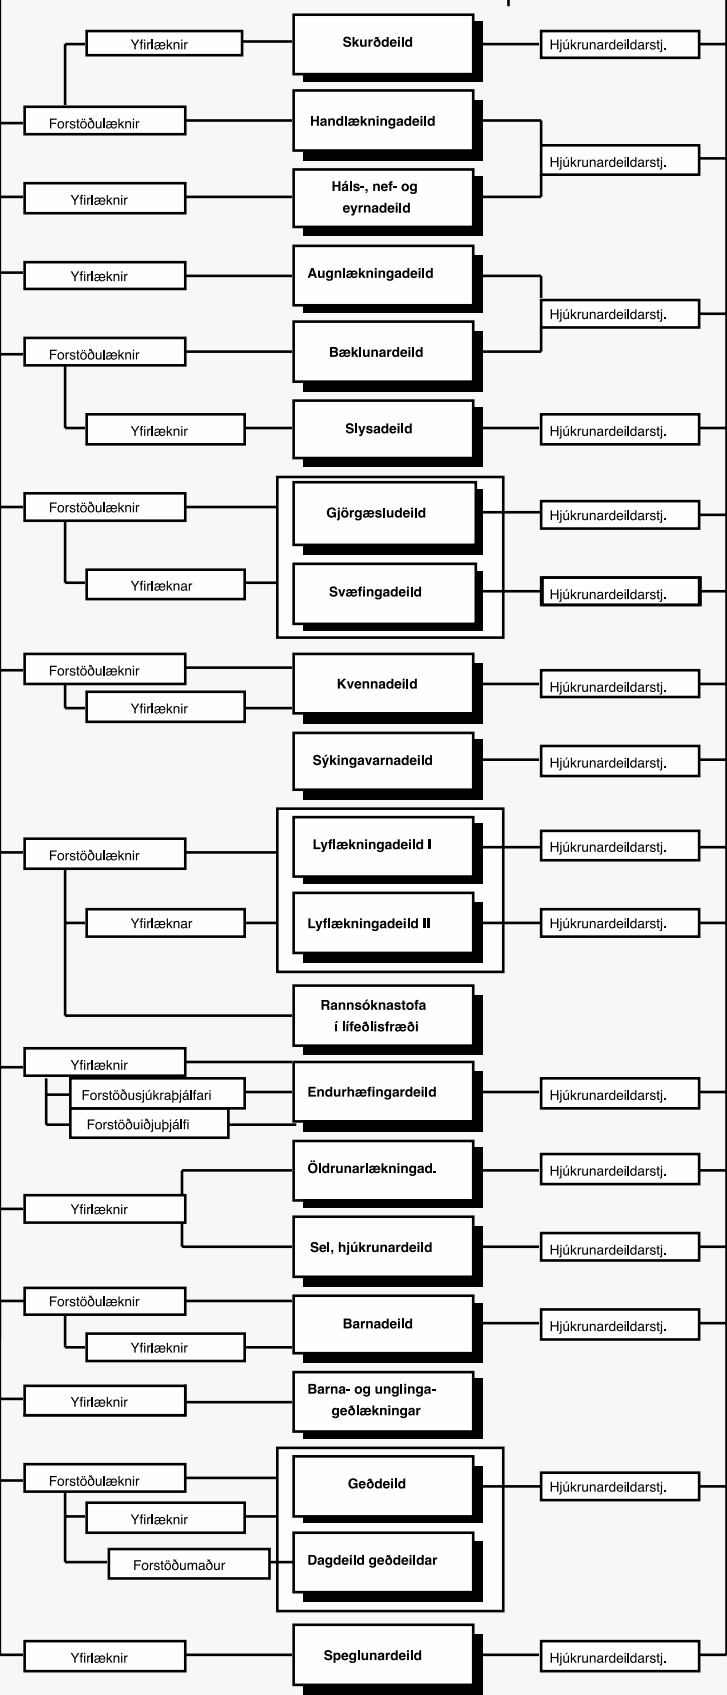 Yfirlæknir
Skurðdeild
Hjúkrunardeildarstj.
Forstöðulæknir
Handlækningadeild
Hjúkrunardeildarstj.
Yfirlæknir
Háls-, nef- og
eyrnadeild
Yfirlæknir
Augnlækningadeild
Hjúkrunardeildarstj.
Forstöðulæknir
Bæklunardeild
Yfirlæknir
Slysadeild
Hjúkrunardeildarstj.
Forstöðulæknir
Gjörgæsludeild
Hjúkrunardeildarstj.
Yfirlæknar
Svæfingadeild
Hjúkrunardeildarstj.
Forstöðulæknir
Kvennadeild
Hjúkrunardeildarstj.
Yfirlæknir
Sýkingavarnadeild
Hjúkrunardeildarstj.
Forstöðulæknir
Lyflækningadeild I
Hjúkrunardeildarstj.
Yfirlæknar
Lyflækningadeild II
Hjúkrunardeildarstj.
Rannsóknastofa
í lífeðlisfræði
Yfirlæknir
Forstöðusjúkraþjálfari
Endurhæfingardeild
Hjúkrunardeildarstj.
Forstöðuiðjuþjálfi
Öldrunarlækningad.
Hjúkrunardeildarstj.
Yfirlæknir
Sel, hjúkrunardeild
Hjúkrunardeildarstj.
Forstöðulæknir
Barnadeild
Hjúkrunardeildarstj.
Yfirlæknir
Yfirlæknir
Barna- og unglinga-
geðlækningar
Forstöðulæknir
Geðdeild
Hjúkrunardeildarstj.
Yfirlæknir
Forstöðumaður
Dagdeild geðdeildar
Yfirlæknir
Speglunardeild
Hjúkrunardeildarstj.